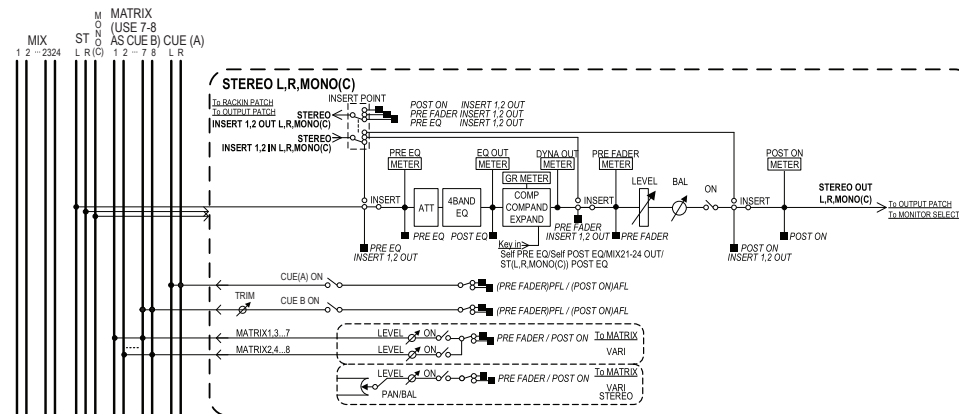 MIX
1 2 ··· 2324
ST
L R
MONO
(C)
MATRIX
(USE 7-8
AS CUE B)
1 2 ··· 7 8
CUE (A)
L R
STEREO L,R,MONO(C)
INSERT POINT
To RACKIN PATCH
To OUTPUT PATCH
STEREO
INSERT 1,2 OUT L,R,MONO(C)
STEREO
INSERT 1,2 IN L,R,MONO(C)
POST ON INSERT 1,2 OUT
PRE FADER INSERT 1,2 OUT
PRE EQ INSERT 1,2 OUT
PRE EQ
METER
EQ OUT
METER
DYNA OUT
METER
GR METER
PRE FADER
METER
POST ON
METER
INSERT
ATT
4BAND
EQ
COMP
COMPAND
EXPAND
INSERT
LEVEL
BAL
ON
INSERT
STEREO OUT
L,R,MONO(C)
To OUTPUT PATCH
To MONITOR SELECT
PRE EQ
INSERT 1,2 OUT
PRE EQ
POST EQ
Key in
Self PRE EQ/Self POST EQ/MIX21-24 OUT/
ST(L,R,MONO(C)) POST EQ
PRE FADER
INSERT 1,2 OUT
PRE FADER
POST ON
INSERT 1,2 OUT
POST ON
CUE(A) ON
(PRE FADER)PFL / (POST ON)AFL
TRIM
CUE B ON
(PRE FADER)PFL / (POST ON)AFL
MATRIX1,3...7
LEVEL
ON
PRE FADER / POST ON
To MATRIX
VARI
MATRIX2,4...8
LEVEL
ON
LEVEL
ON
PAN/BAL
PRE FADER / POST ON
To MATRIX
VARI
STEREO